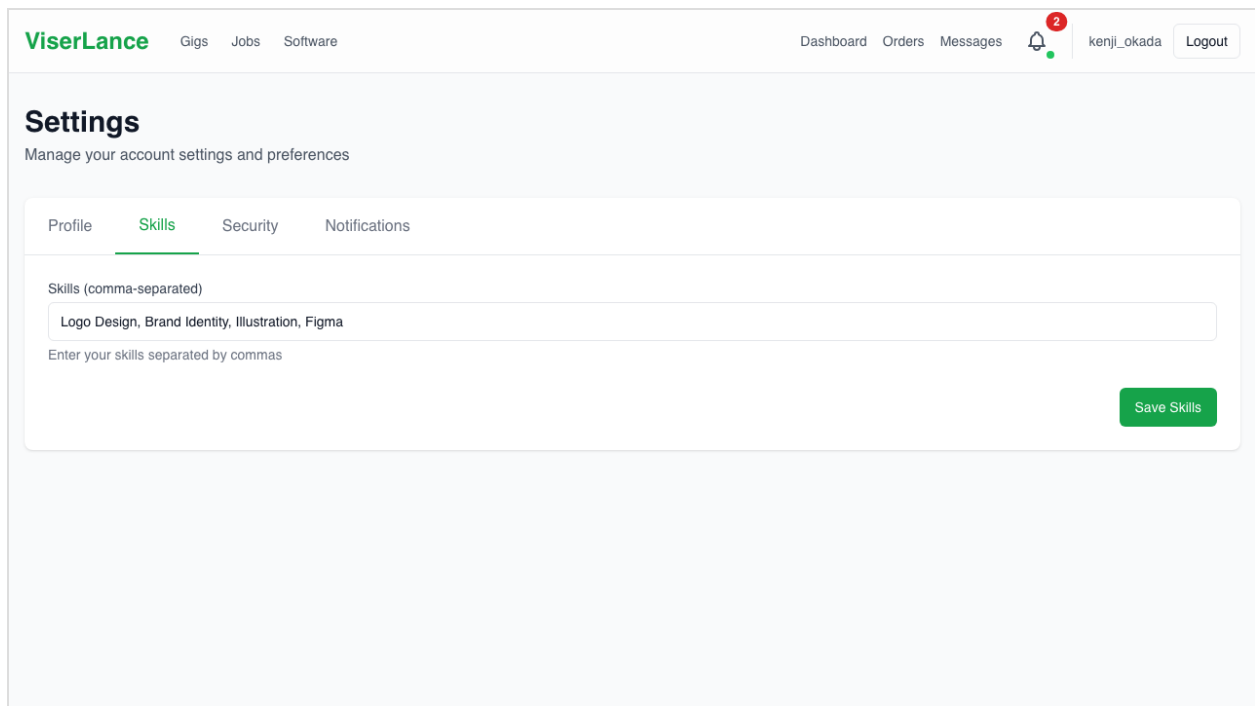 ViserLance Gigs Jobs Software Dashboard Orders Messages 2 kenji_okada Logout
Settings
Manage your account settings and preferences
Profile Skills Security Notifications
Skills (comma-separated)
Logo Design, Brand Identity, Illustration, Figma
Enter your skills separated by commas
Save Skills